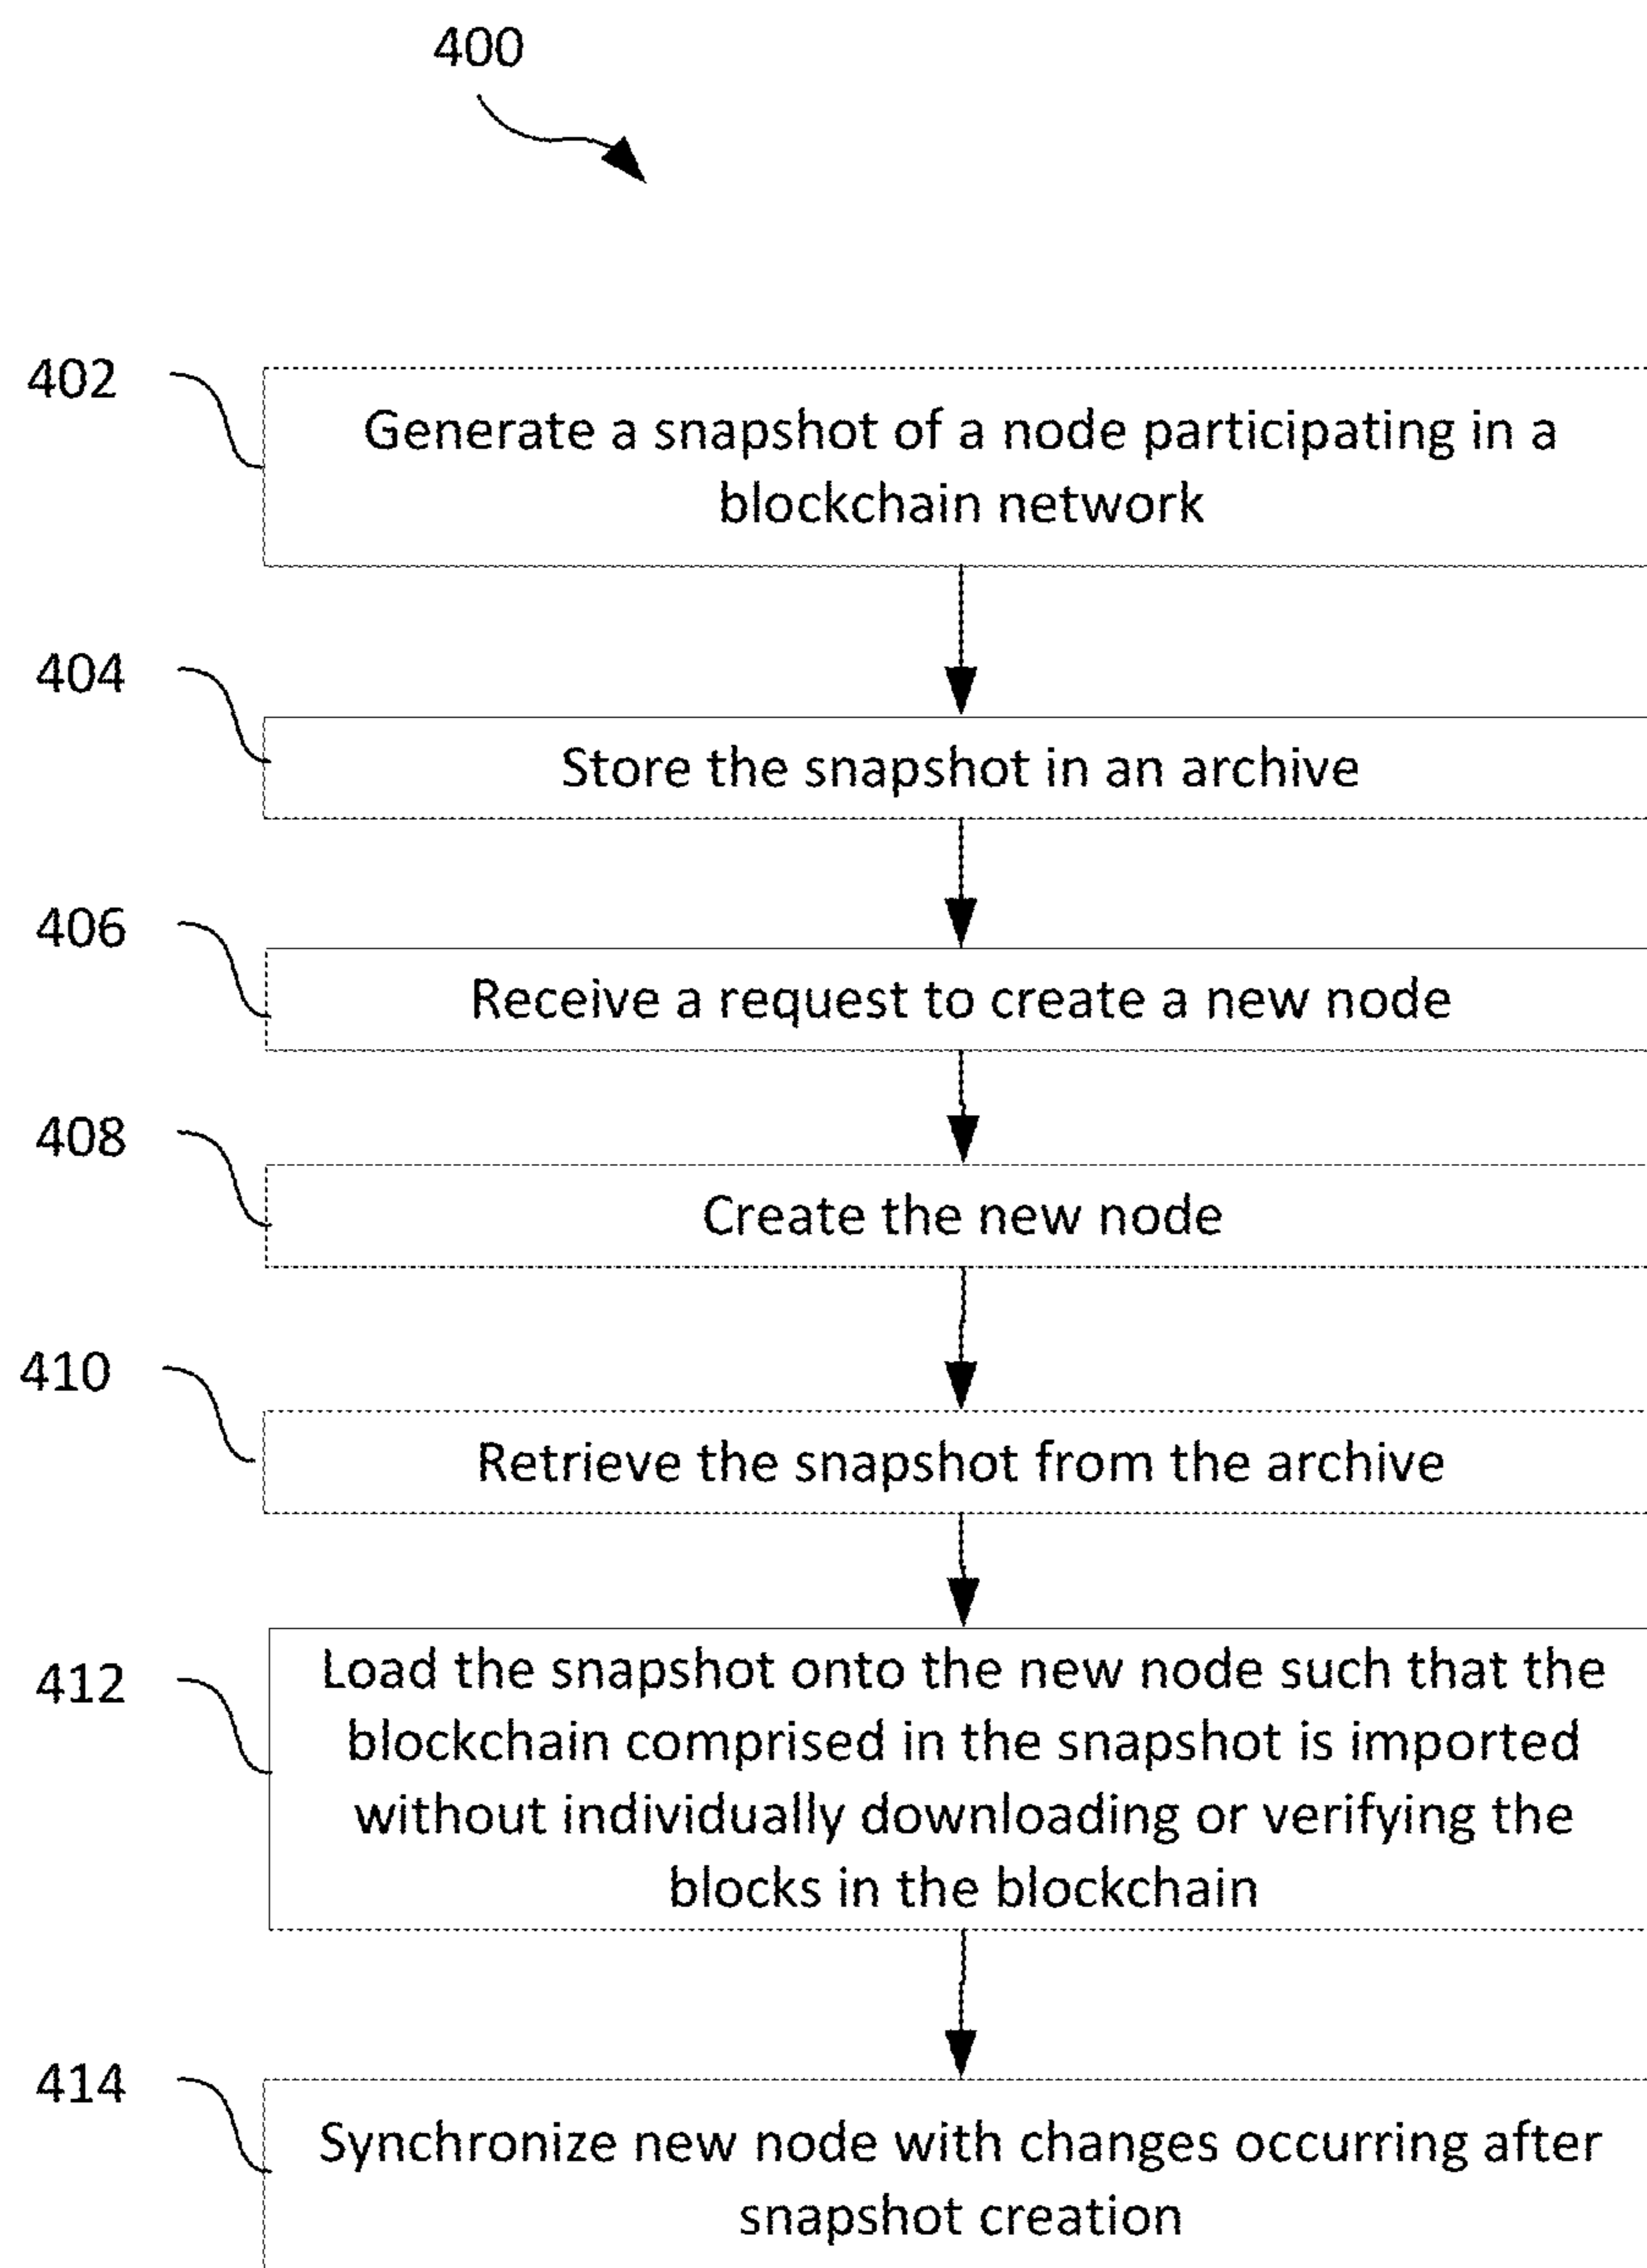 400
402
Generate a snapshot of a node participating in a
blockchain network
404
Store the snapshot in an archive
406
Receive a request to create a new node
408
Create the new node
410
Retrieve the snapshot from the archive
412
Load the snapshot onto the new node such that the
blockchain comprised in the snapshot is imported
without individually downloading or verifying the
blocks in the blockchain
414
Synchronize new node with changes occurring after
snapshot creation